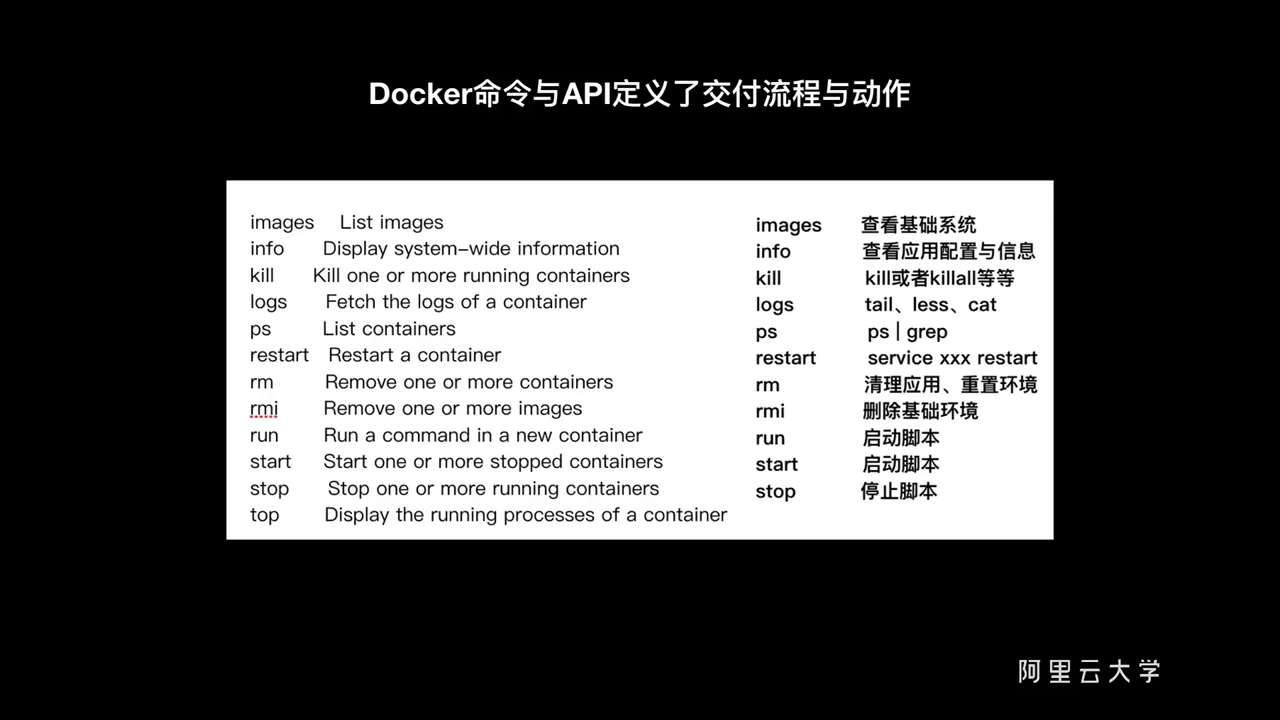 Docker命令与API定义了交付流程与动作
images List images
info Display system-wide information
kill Kill one or more running containers
logs Fetch the logs of a container
ps List containers
restart Restart a container
rm Remove one or more containers
rmi Remove one or more images
run Run a command in a new container
start Start one or more stopped containers
stop Stop one or more running containers
top Display the running processes of a container
images 查看基础系统
info 查看应用配置与信息
kill kill或者killall等等
logs tail、less、cat
ps ps | grep
restart service xxx restart
rm 清理应用、重置环境
rmi 删除基础环境
run 启动脚本
start 启动脚本
stop 停止脚本
阿里云大学